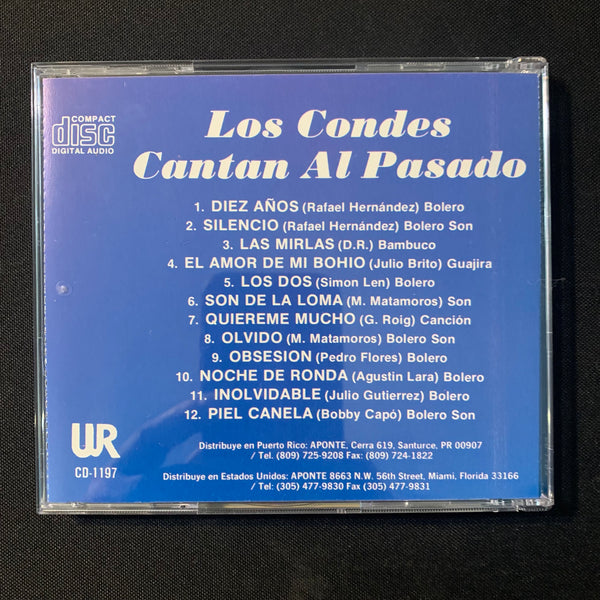 COMPACT
disc
DIGITAL AUDIO
Los Condes
Cantan Al Pasado
1. DIEZ AÑOS (Rafael Hernández) Bolero
2. SILENCIO (Rafael Hernández) Bolero Son
3. LAS MIRLAS (D.R.) Bambuco
4. EL AMOR DE MI BOHIO (Julio Brito) Guajira
5. LOS DOS (Simon Len) Bolero
6. SON DE LA LOMA (M. Matamoros) Son
7. QUIEREME MUCHO (G. Roig) Canción
8. OLVIDO (M. Matamoros) Bolero Son
9. OBSESION (Pedro Flores) Bolero
10. NOCHE DE RONDA (Agustin Lara) Bolero
11. INOLVIDABLE (Julio Gutierrez) Bolero
12. PIEL CANELA (Bobby Capó) Bolero Son
Distribuye en Puerto Rico: APONTE, Cerra 619, Santurce, PR 00907
/ Tel. (809) 725-9208 Fax: (809) 724-1822
Distribuye en Estados Unidos: APONTE 8663 N.W. 56th Street, Miami, Florida 33166
/ Tel: (305) 477-9830 Fax (305) 477-9831
UR
CD-1197